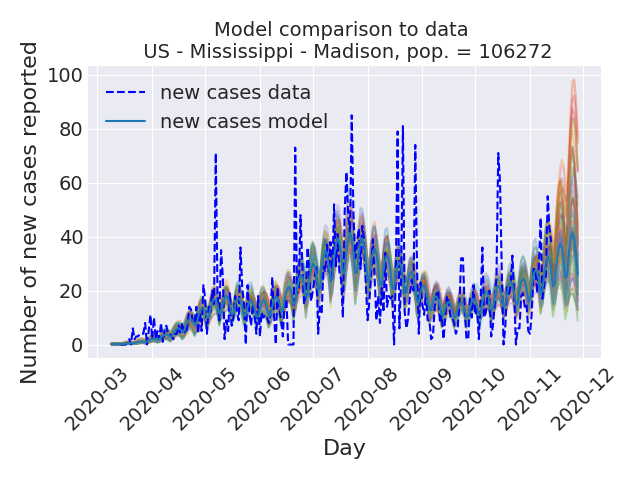 Model comparison to data
US - Mississippi - Madison, pop. = 106272
Number of new cases reported
100
80
60
40
20
0
new cases data
new cases model
2020-03
2020-04
2020-05
2020-06
2020-07
2020-08
2020-09
2020-10
2020-11
2020-12
Day